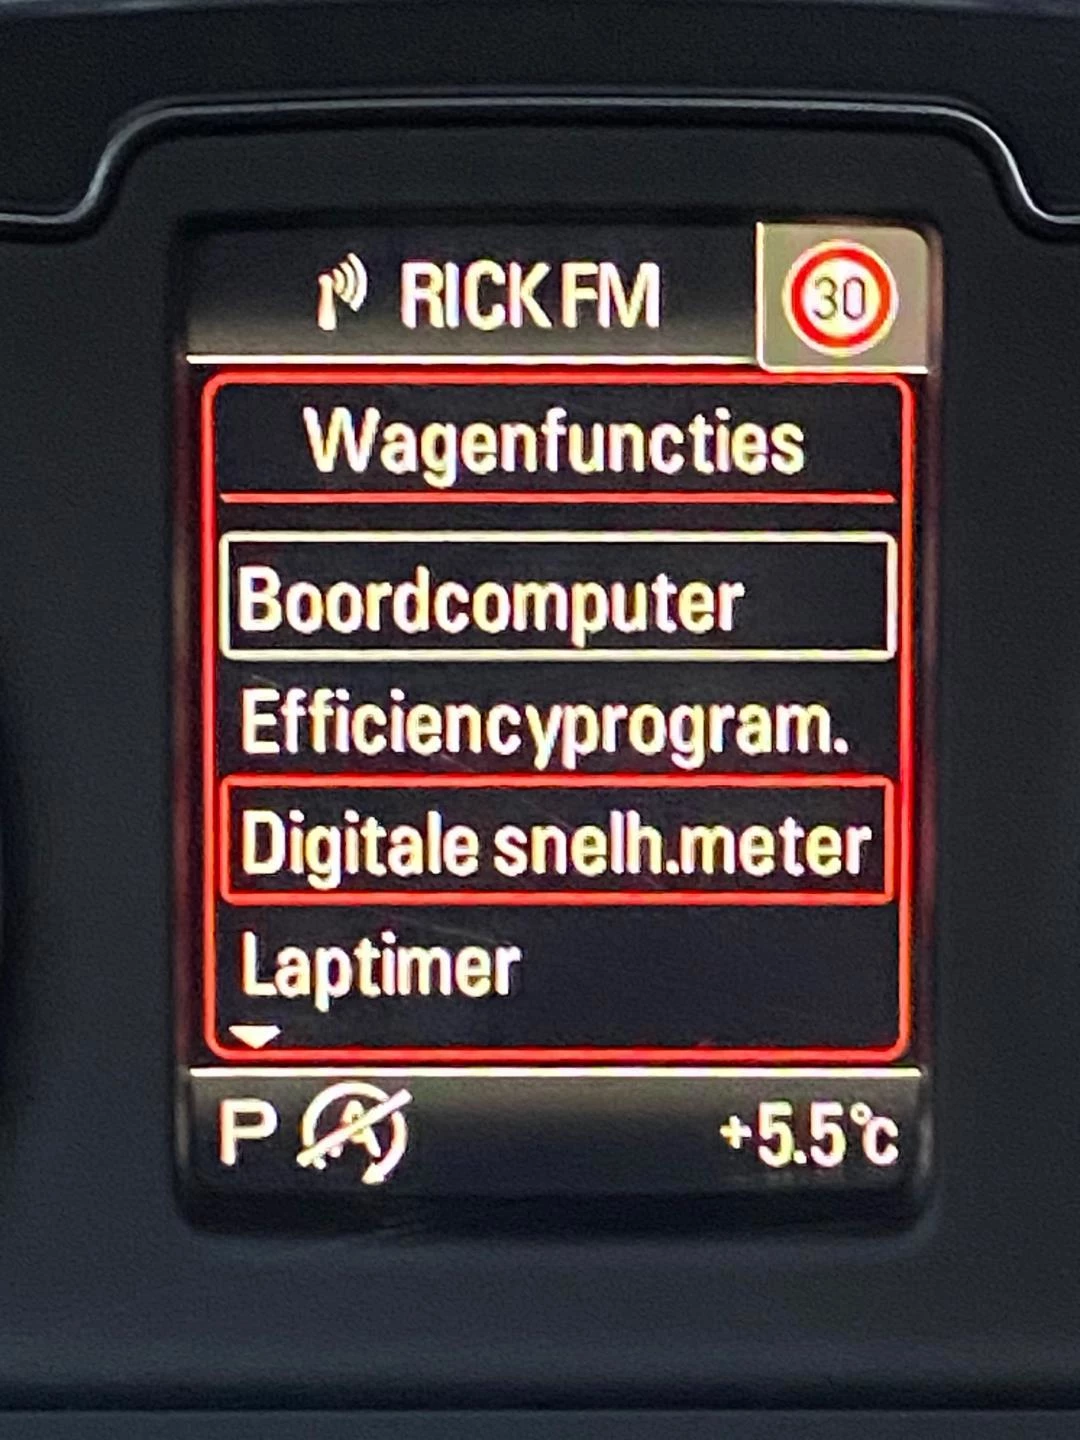 RICK FM
30
Wagenfuncties
Boordcomputer
Efficiencyprogram.
Digitale snelh.meter
Laptimer
P A +5.5°C